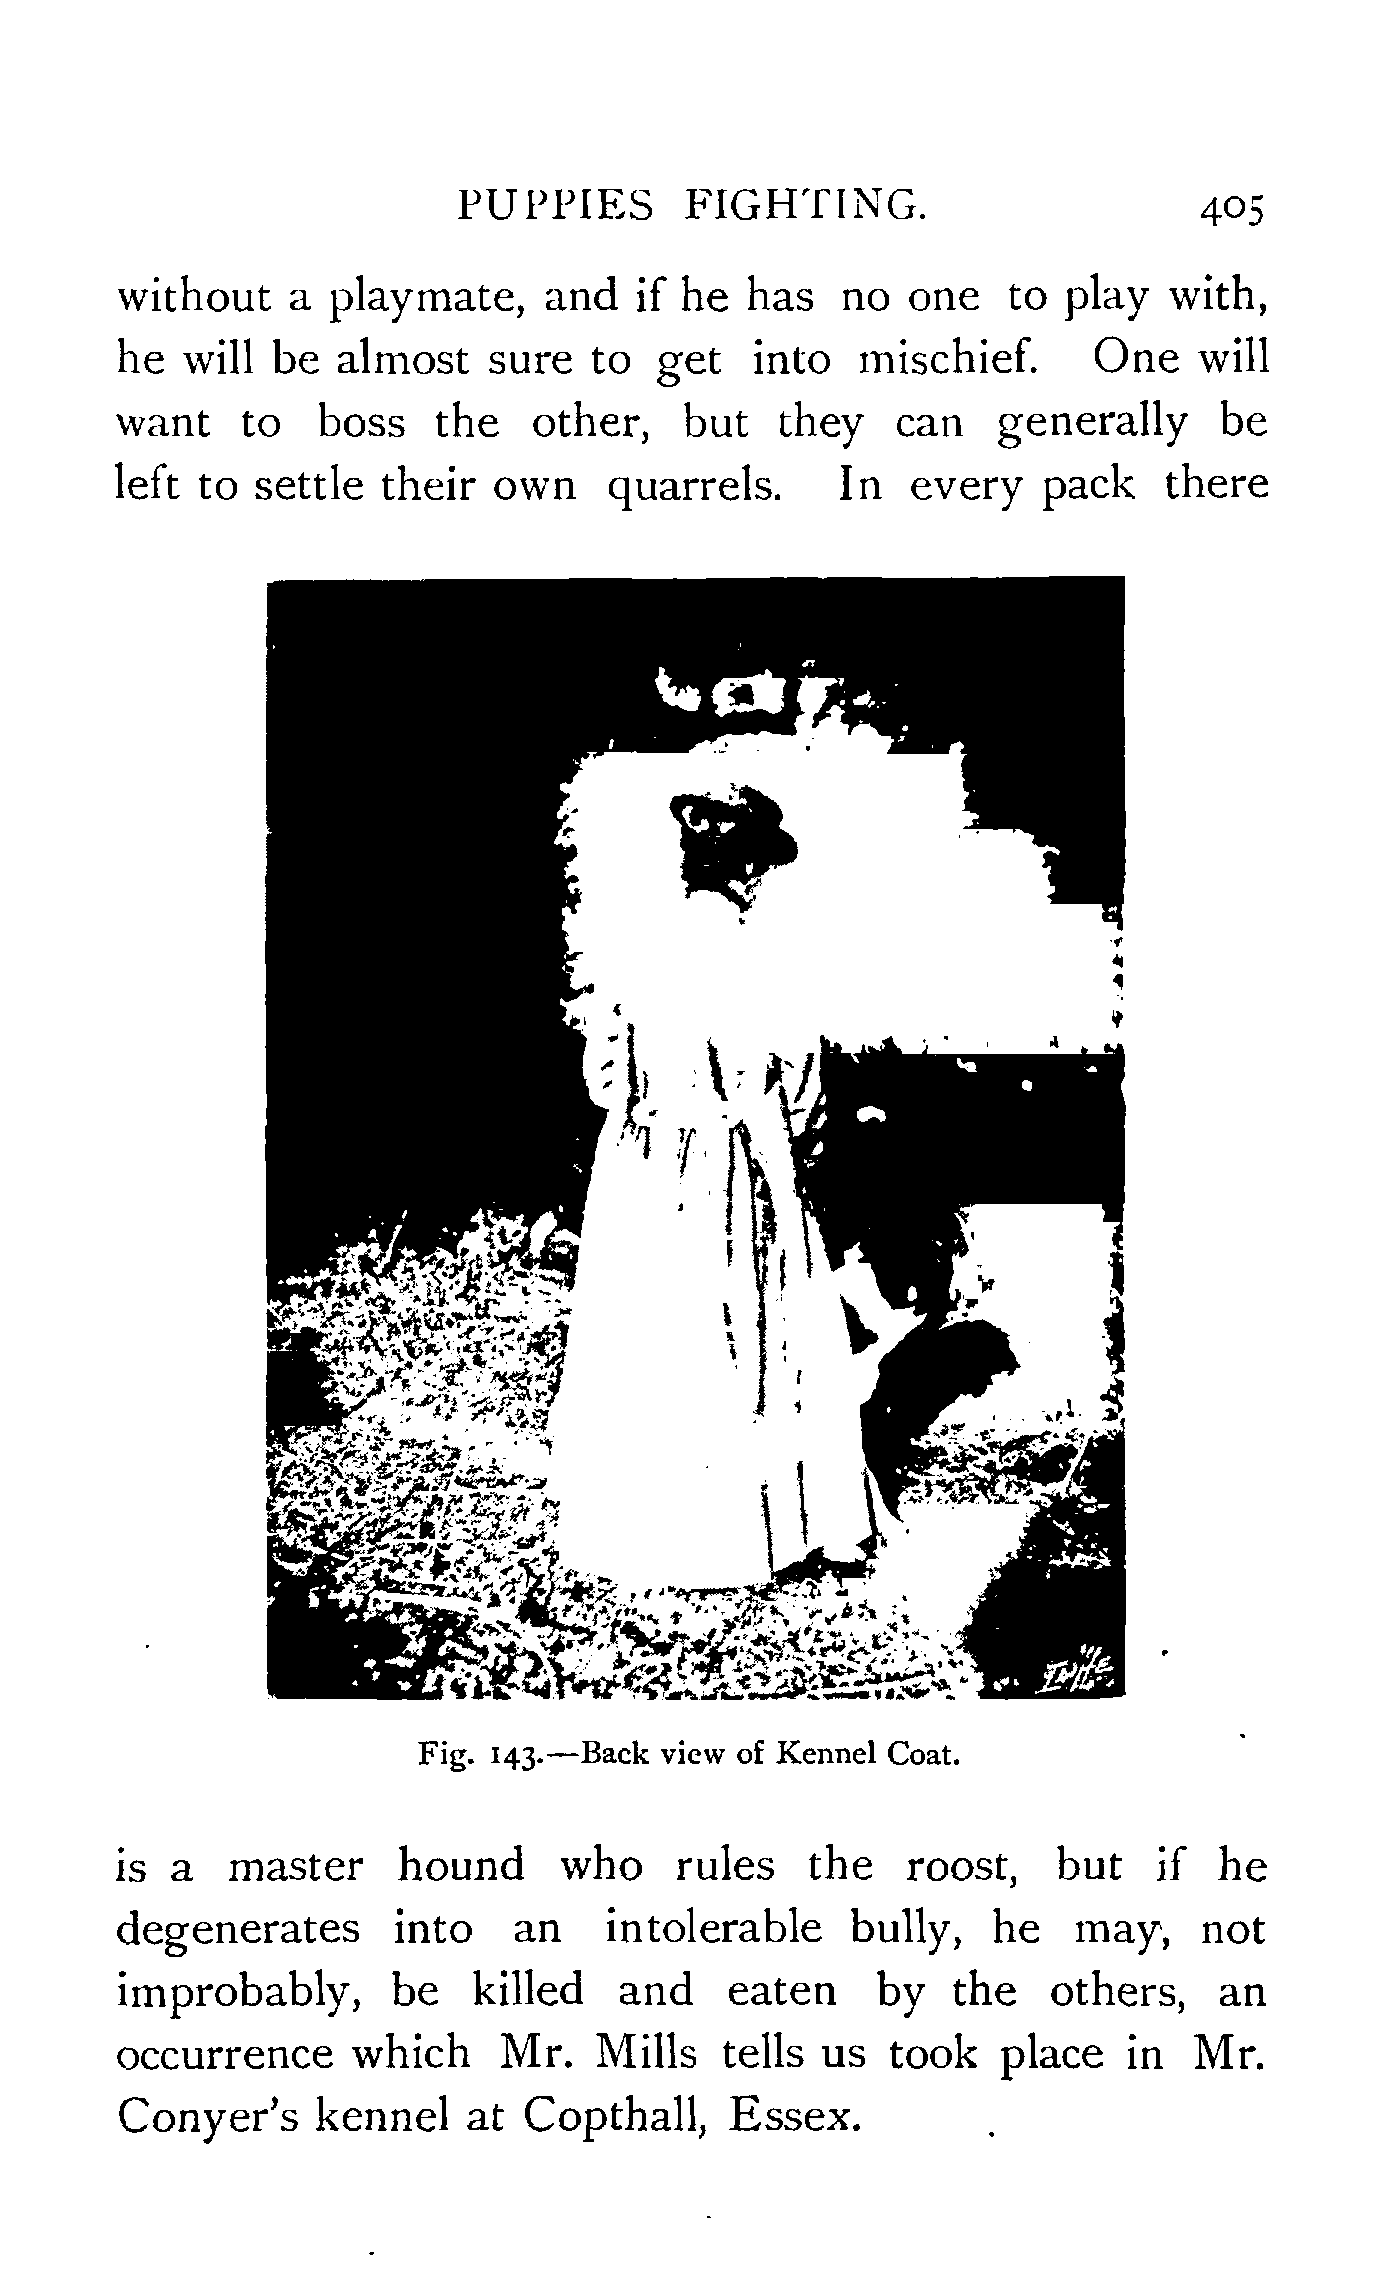 PUPPIES FIGHTING. 405
without a playmate, and if he has no one to play with,
he will be almost sure to get into mischief. One will
want to boss the other, but they can generally be
left to settle their own quarrels. In every pack there
Fig. 143.—Back view of Kennel Coat.
is a master hound who rules the roost, but if he
degenerates into an intolerable bully, he may, not
improbably, be killed and eaten by the others, an
occurrence which Mr. Mills tells us took place in Mr.
Conyer's kennel at Copthall, Essex.